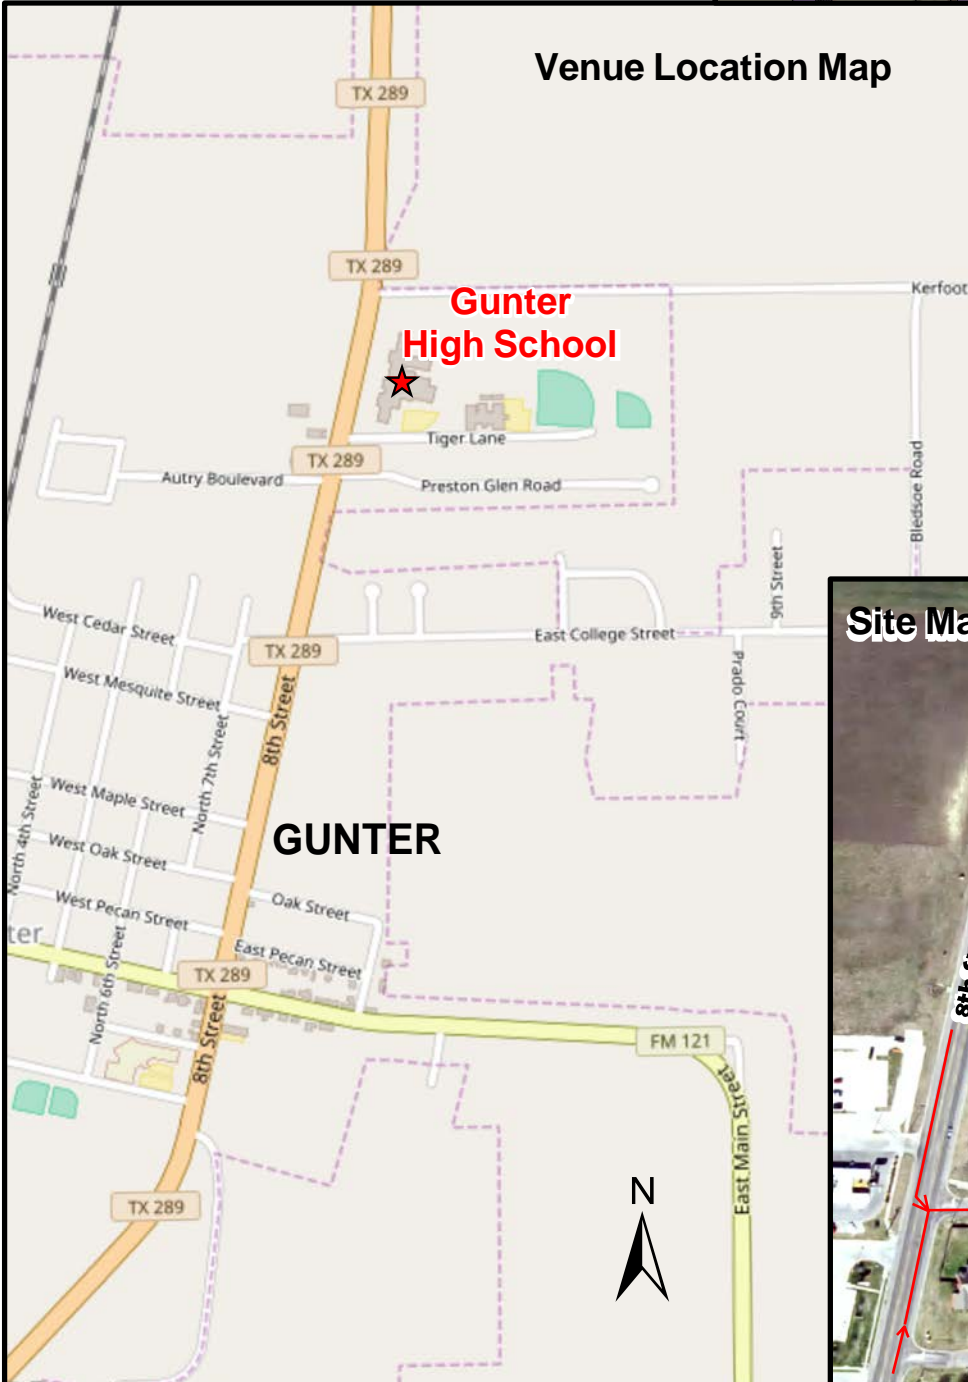 Venue Location Map
TX 289
TX 289
Kerfoot
Gunter
High School
Tiger Lane
TX 289
Autry Boulevard
Preston Glen Road
Bledsoe Road
9th Street
West Cedar Street
East College Street
TX 289
Site Ma
West Mesquite Street
Prado Court
8th Street
North 7th Street
West Maple Street
North 4th Street
GUNTER
West Oak Street
Oak Street
West Pecan Street
ter
East Pecan Street
North 6th Street
TX 289
8th S
8th Street
FM 121
East Main Street
N
TX 289